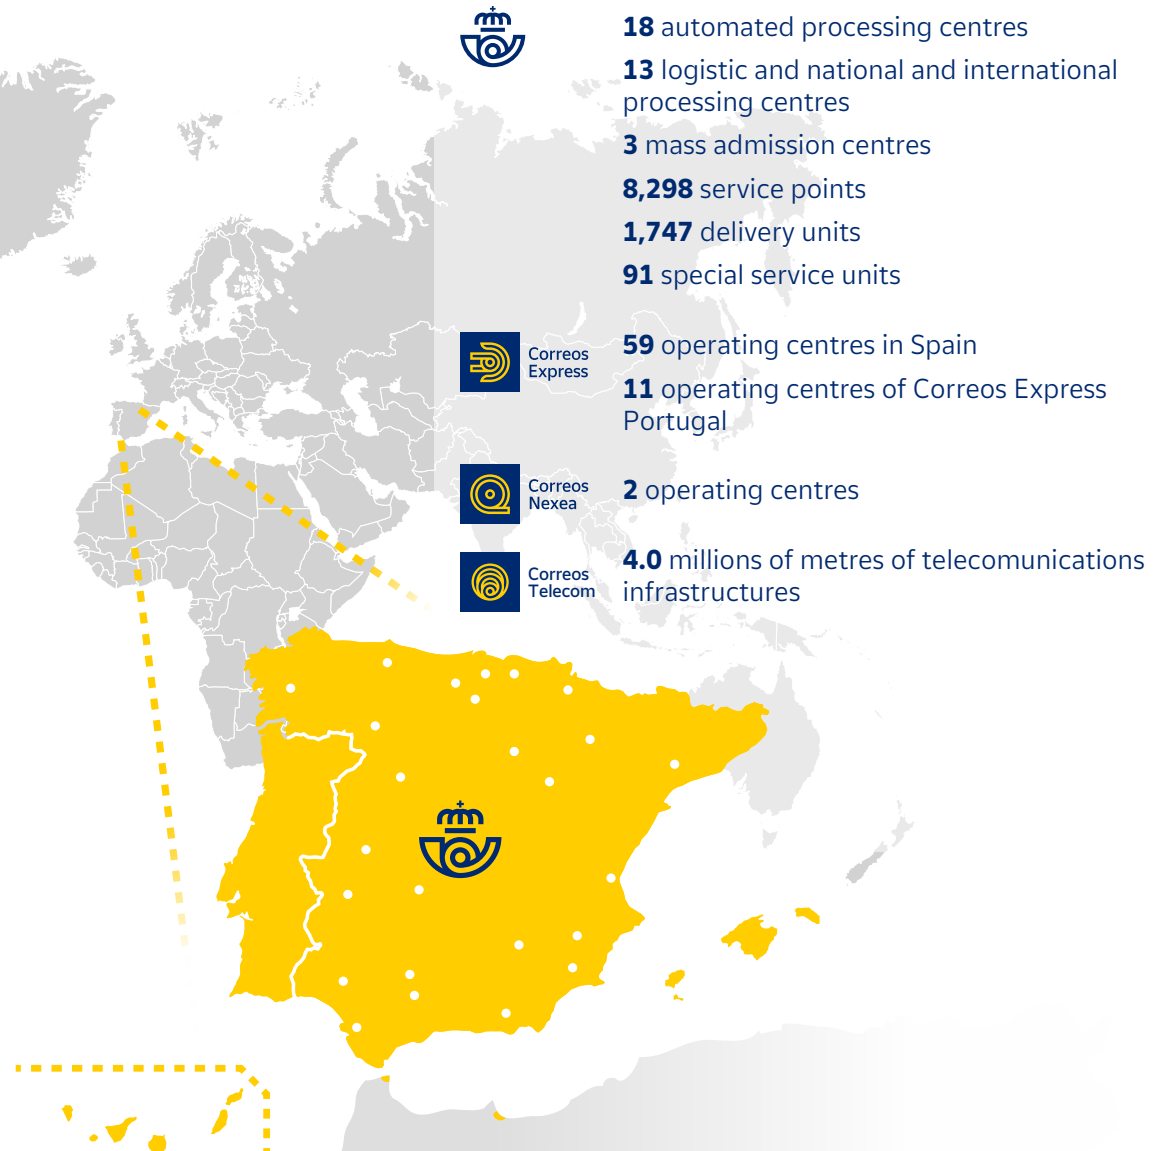 18 automated processing centres
13 logistic and national and international
processing centres
3 mass admission centres
8,298 service points
1,747 delivery units
91 special service units
Correos
Express
59 operating centres in Spain
11 operating centres of Correos Express
Portugal
Correos
Nexea
2 operating centres
Correos
Telecom
4.0 millions of metres of telecomunications
infrastructures